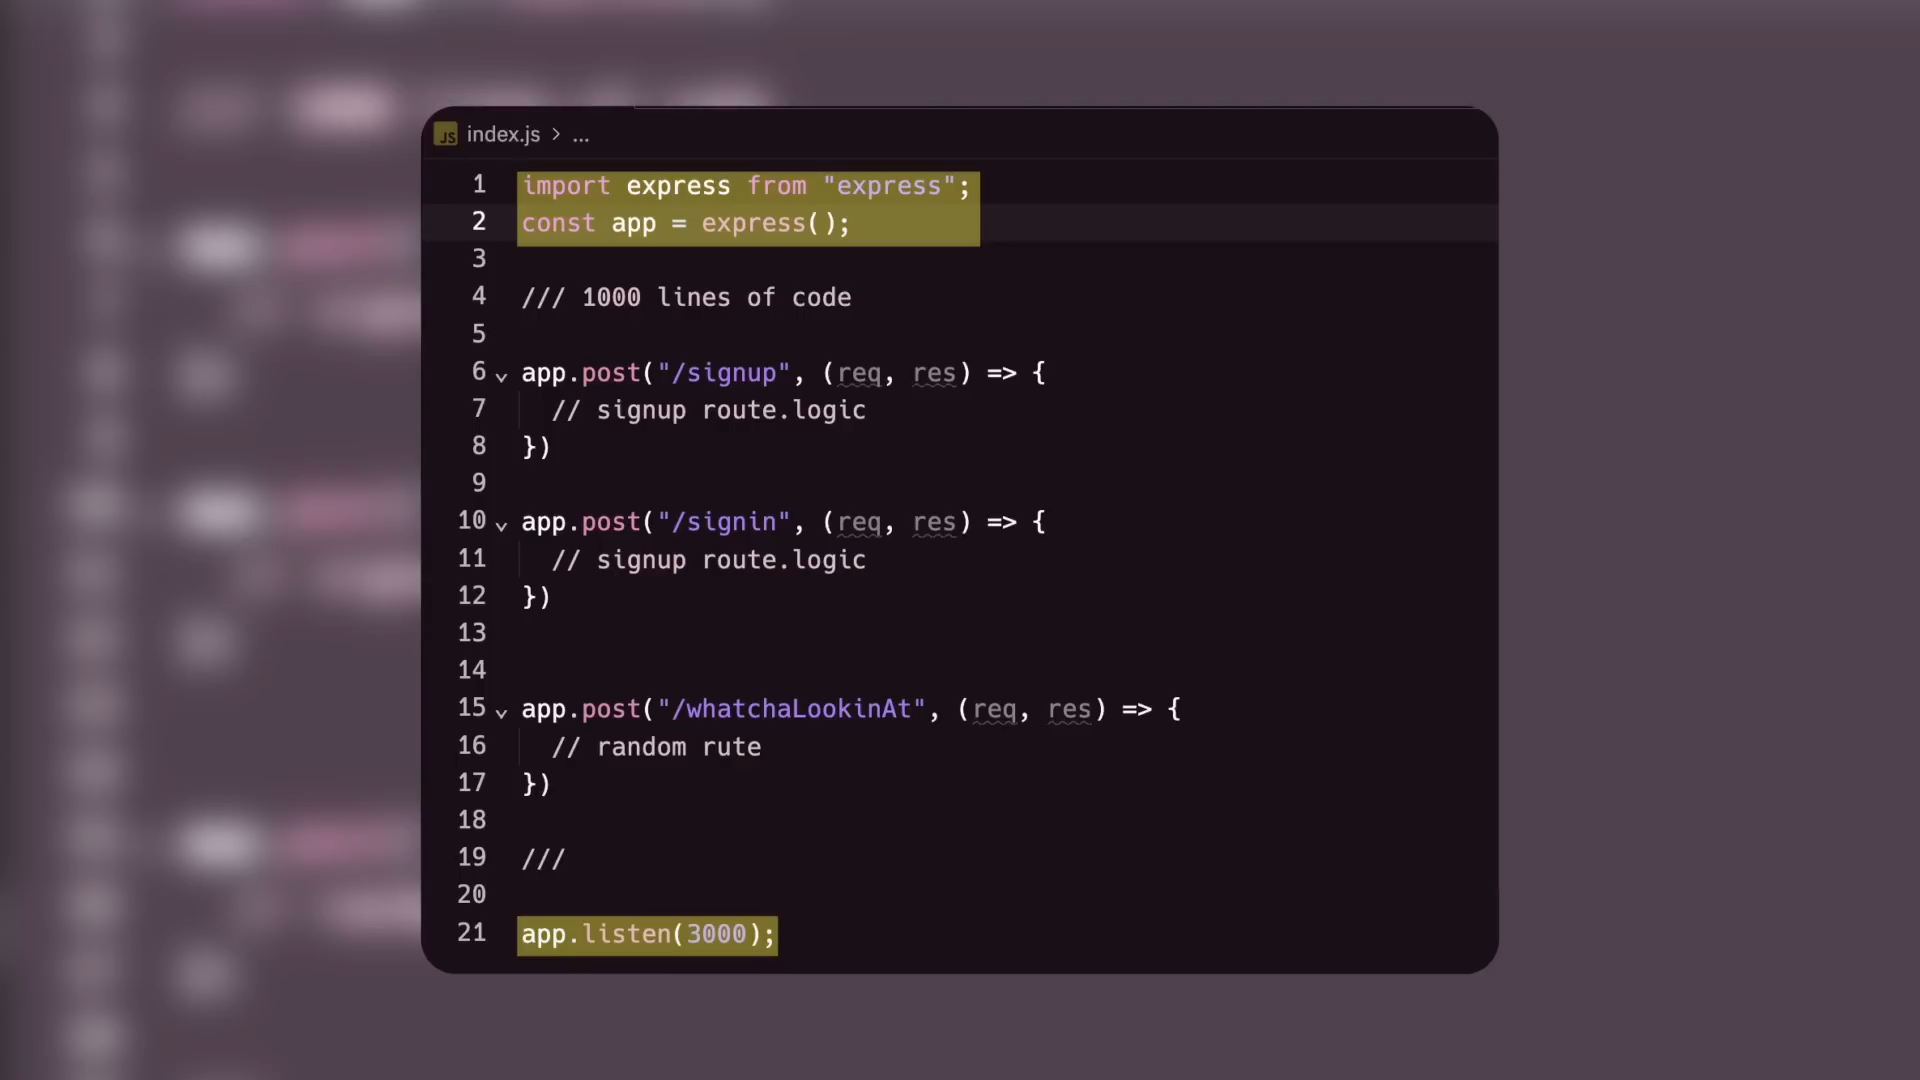 JS index.js > ...
1 import express from "express";
2 const app = express();
3
4 /// 1000 lines of code
5
6 app.post("/signup", (req, res) => {
7 // signup route.logic
8 })
9
10 app.post("/signin", (req, res) => {
11 // signup route.logic
12 })
13
14
15 app.post("/whatchaLookinAt", (req, res) => {
16 // random rute
17 })
18
19 ///
20
21 app.listen(3000);